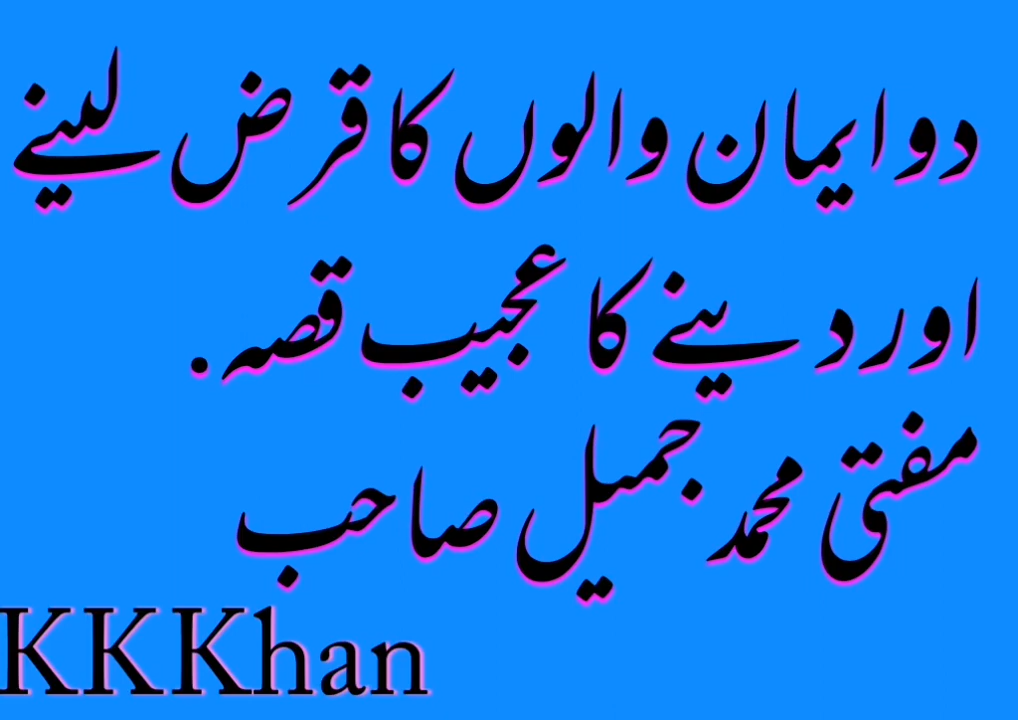 دو ایمان والوں کا قرض لینے
اور دینے کا عجیب قصہ.
مفتی محمد جمیل صاحب
KKKhan